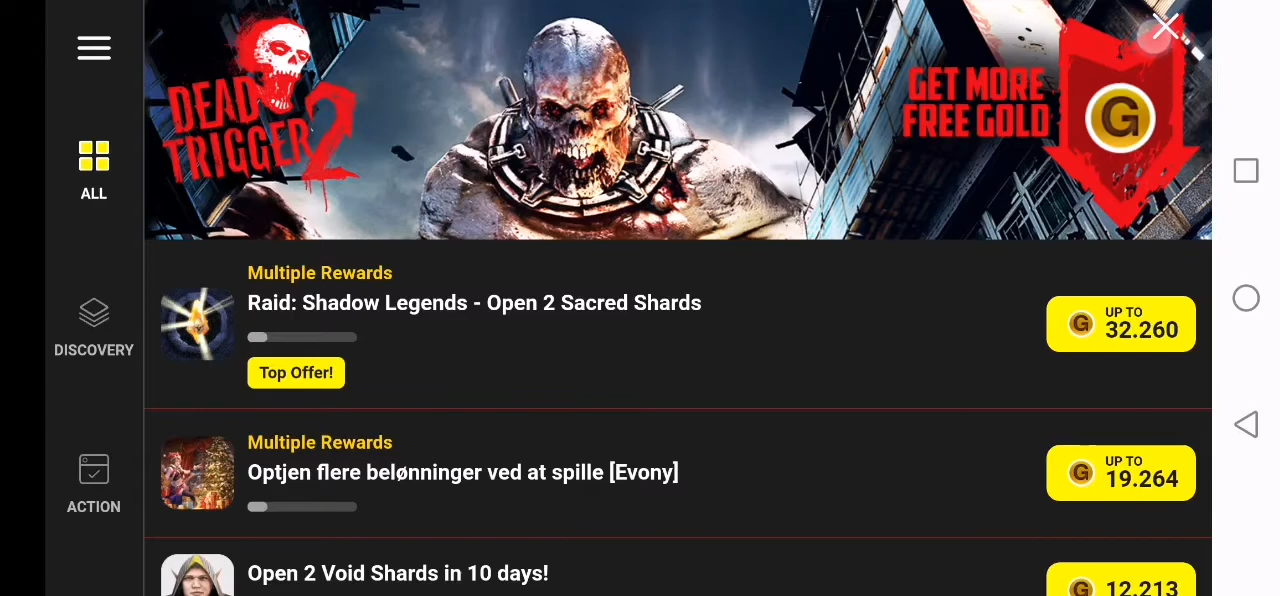 DEAD
TRIGGER 2
GET MORE
FREE GOLD
G
ALL
DISCOVERY
ACTION
Multiple Rewards
Raid: Shadow Legends - Open 2 Sacred Shards
Top Offer!
G UP TO
32.260
Multiple Rewards
Optjen flere belønninger ved at spille [Evony]
G UP TO
19.264
Open 2 Void Shards in 10 days!
G 12.213